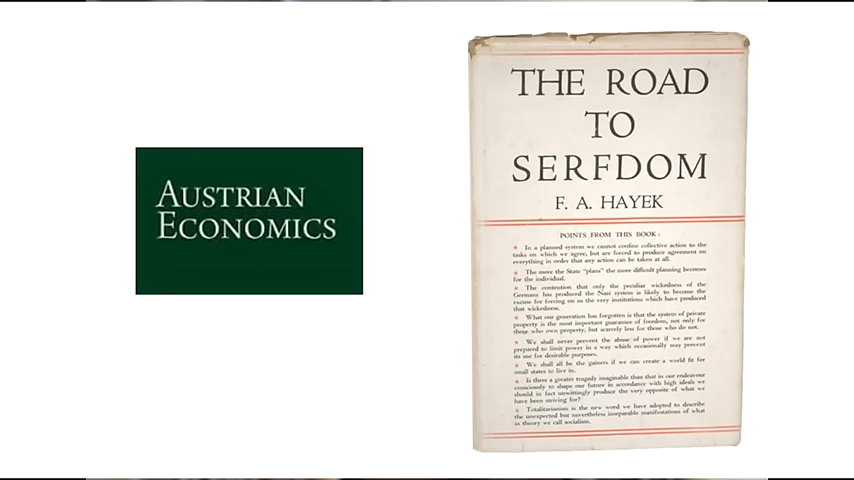 AUSTRIAN
ECONOMICS
THE ROAD
TO
SERFDOM
F. A. HAYEK
POINTS FROM THIS BOOK :
★ In a planned system we cannot confine collective action to the
tasks on which we agree, but are forced to produce agreement on
everything in order that any action can be taken at all.
★ The more the State "plans" the more difficult planning becomes
for the individual.
★ The contention that only the peculiar wickedness of the
Germans has produced the Nazi system is likely to become the
excuse for forcing on us the very institutions which have produced
that wickedness.
★ What our generation has forgotten is that the system of private
property is the most important guarantee of freedom, not only for
those who own property, but scarcely less for those who do not.
★ We shall never prevent the abuse of power if we are not
prepared to limit power in a way which occasionally may prevent
its use for desirable purposes.
★ We shall all be the gainers if we can create a world fit for
small states to live in.
★ Is there a greater tragedy imaginable than that in our endeavour
consciously to shape our future in accordance with high ideals we
should in fact unwittingly produce the very opposite of what we
have been striving for?
★ Totalitarianism is the new word we have adopted to describe
the unexpected but nevertheless inseparable manifestations of what
in theory we call socialism.